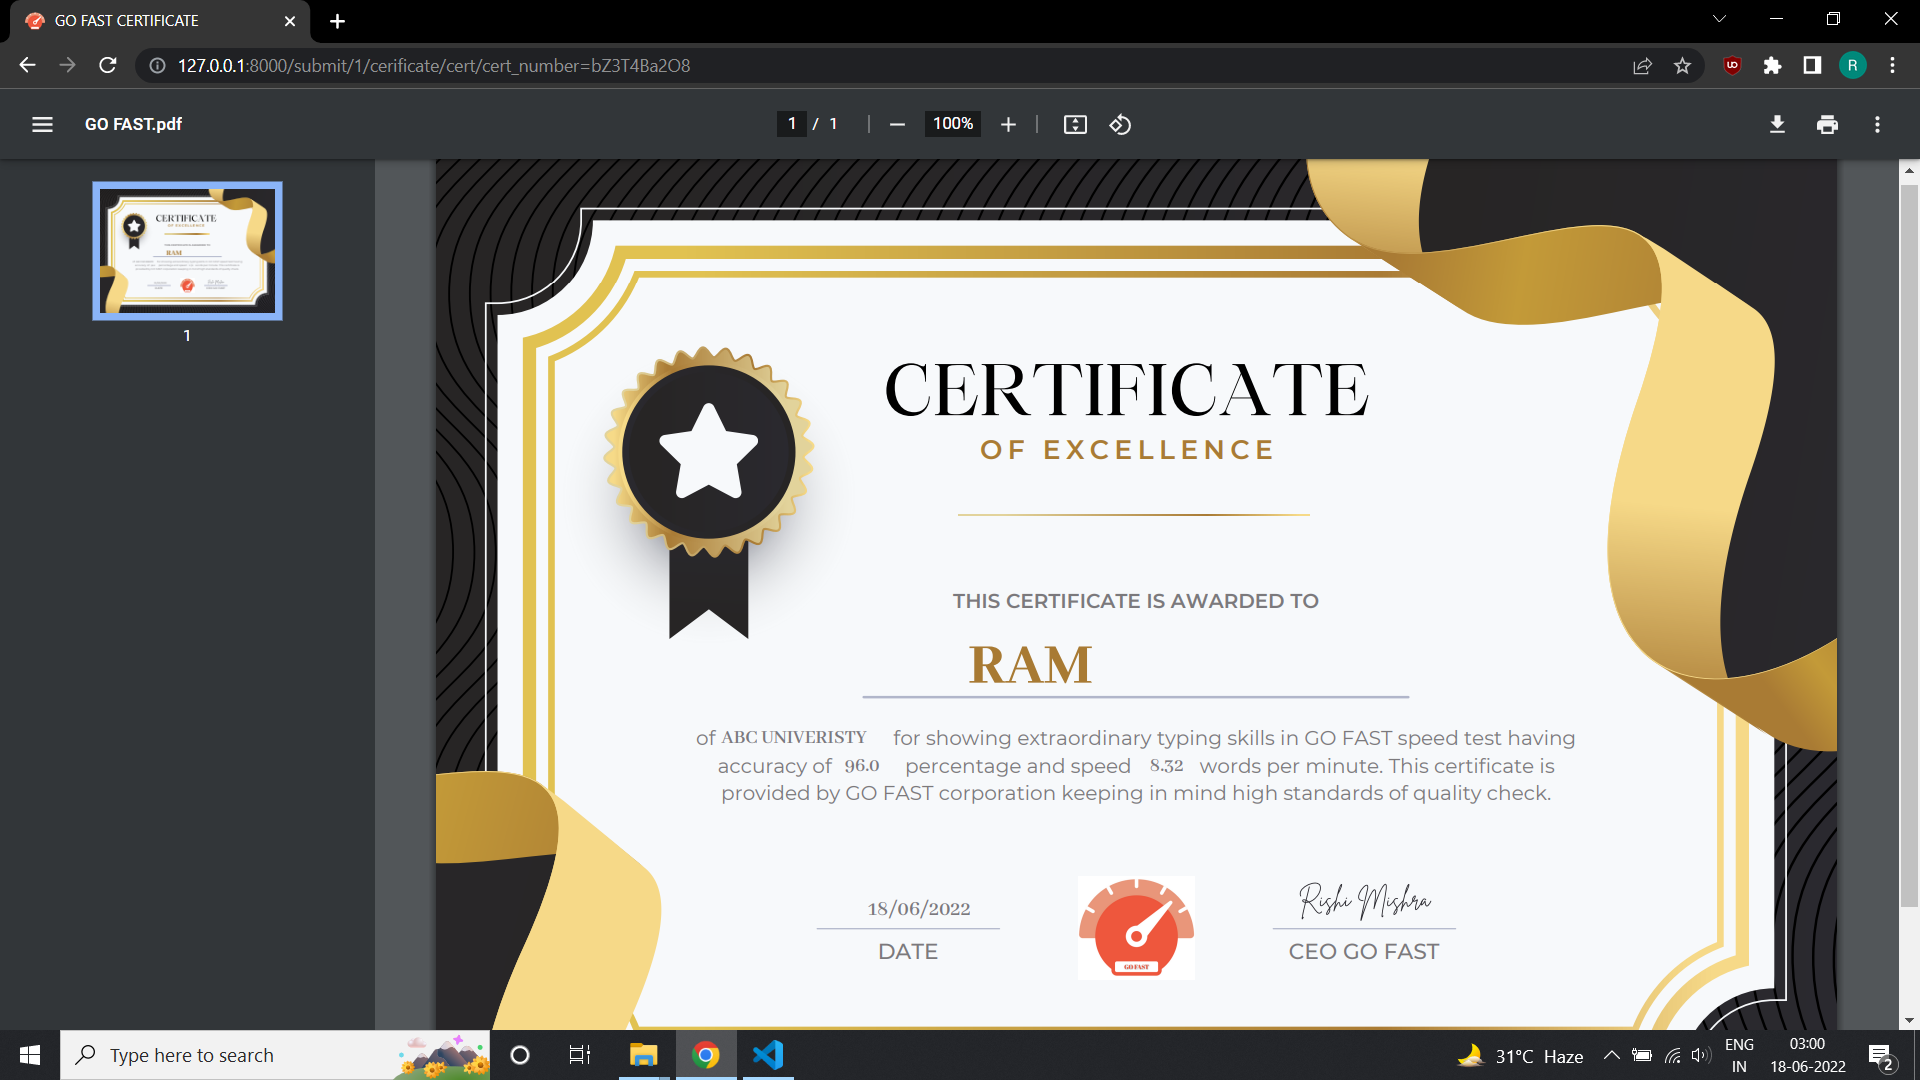 GO FAST CERTIFICATE
127.0.0.1:8000/submit/1/cerificate/cert/cert_number=bZ3T4Ba2O8
R
GO FAST.pdf
1 / 1
100%
1
CERTIFICATE
OF EXCELLENCE
THIS CERTIFICATE IS AWARDED TO
RAM
of ABC UNIVERISTY for showing extraordinary typing skills in GO FAST speed test having
accuracy of 96.0 percentage and speed 8.32 words per minute. This certificate is
provided by GO FAST corporation keeping in mind high standards of quality check.
18/06/2022
DATE
GO FAST
Rishi Mishra
CEO GO FAST
Type here to search
31°C Haze
ENG
IN
03:00
18-06-2022
2